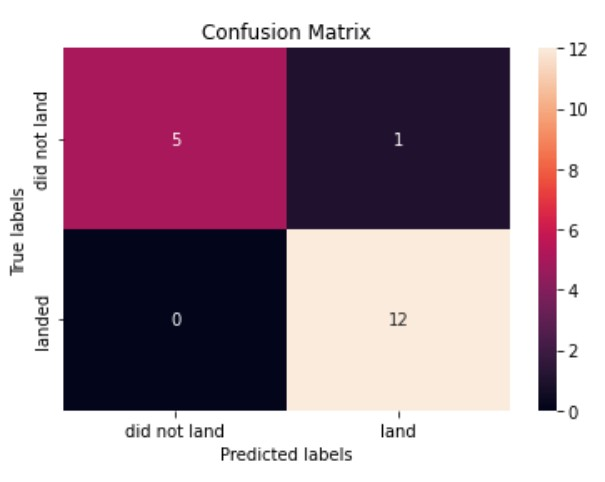 Confusion Matrix
True labels
did not land
landed
5
1
0
12
did not land
land
Predicted labels
12
10
8
6
4
2
0